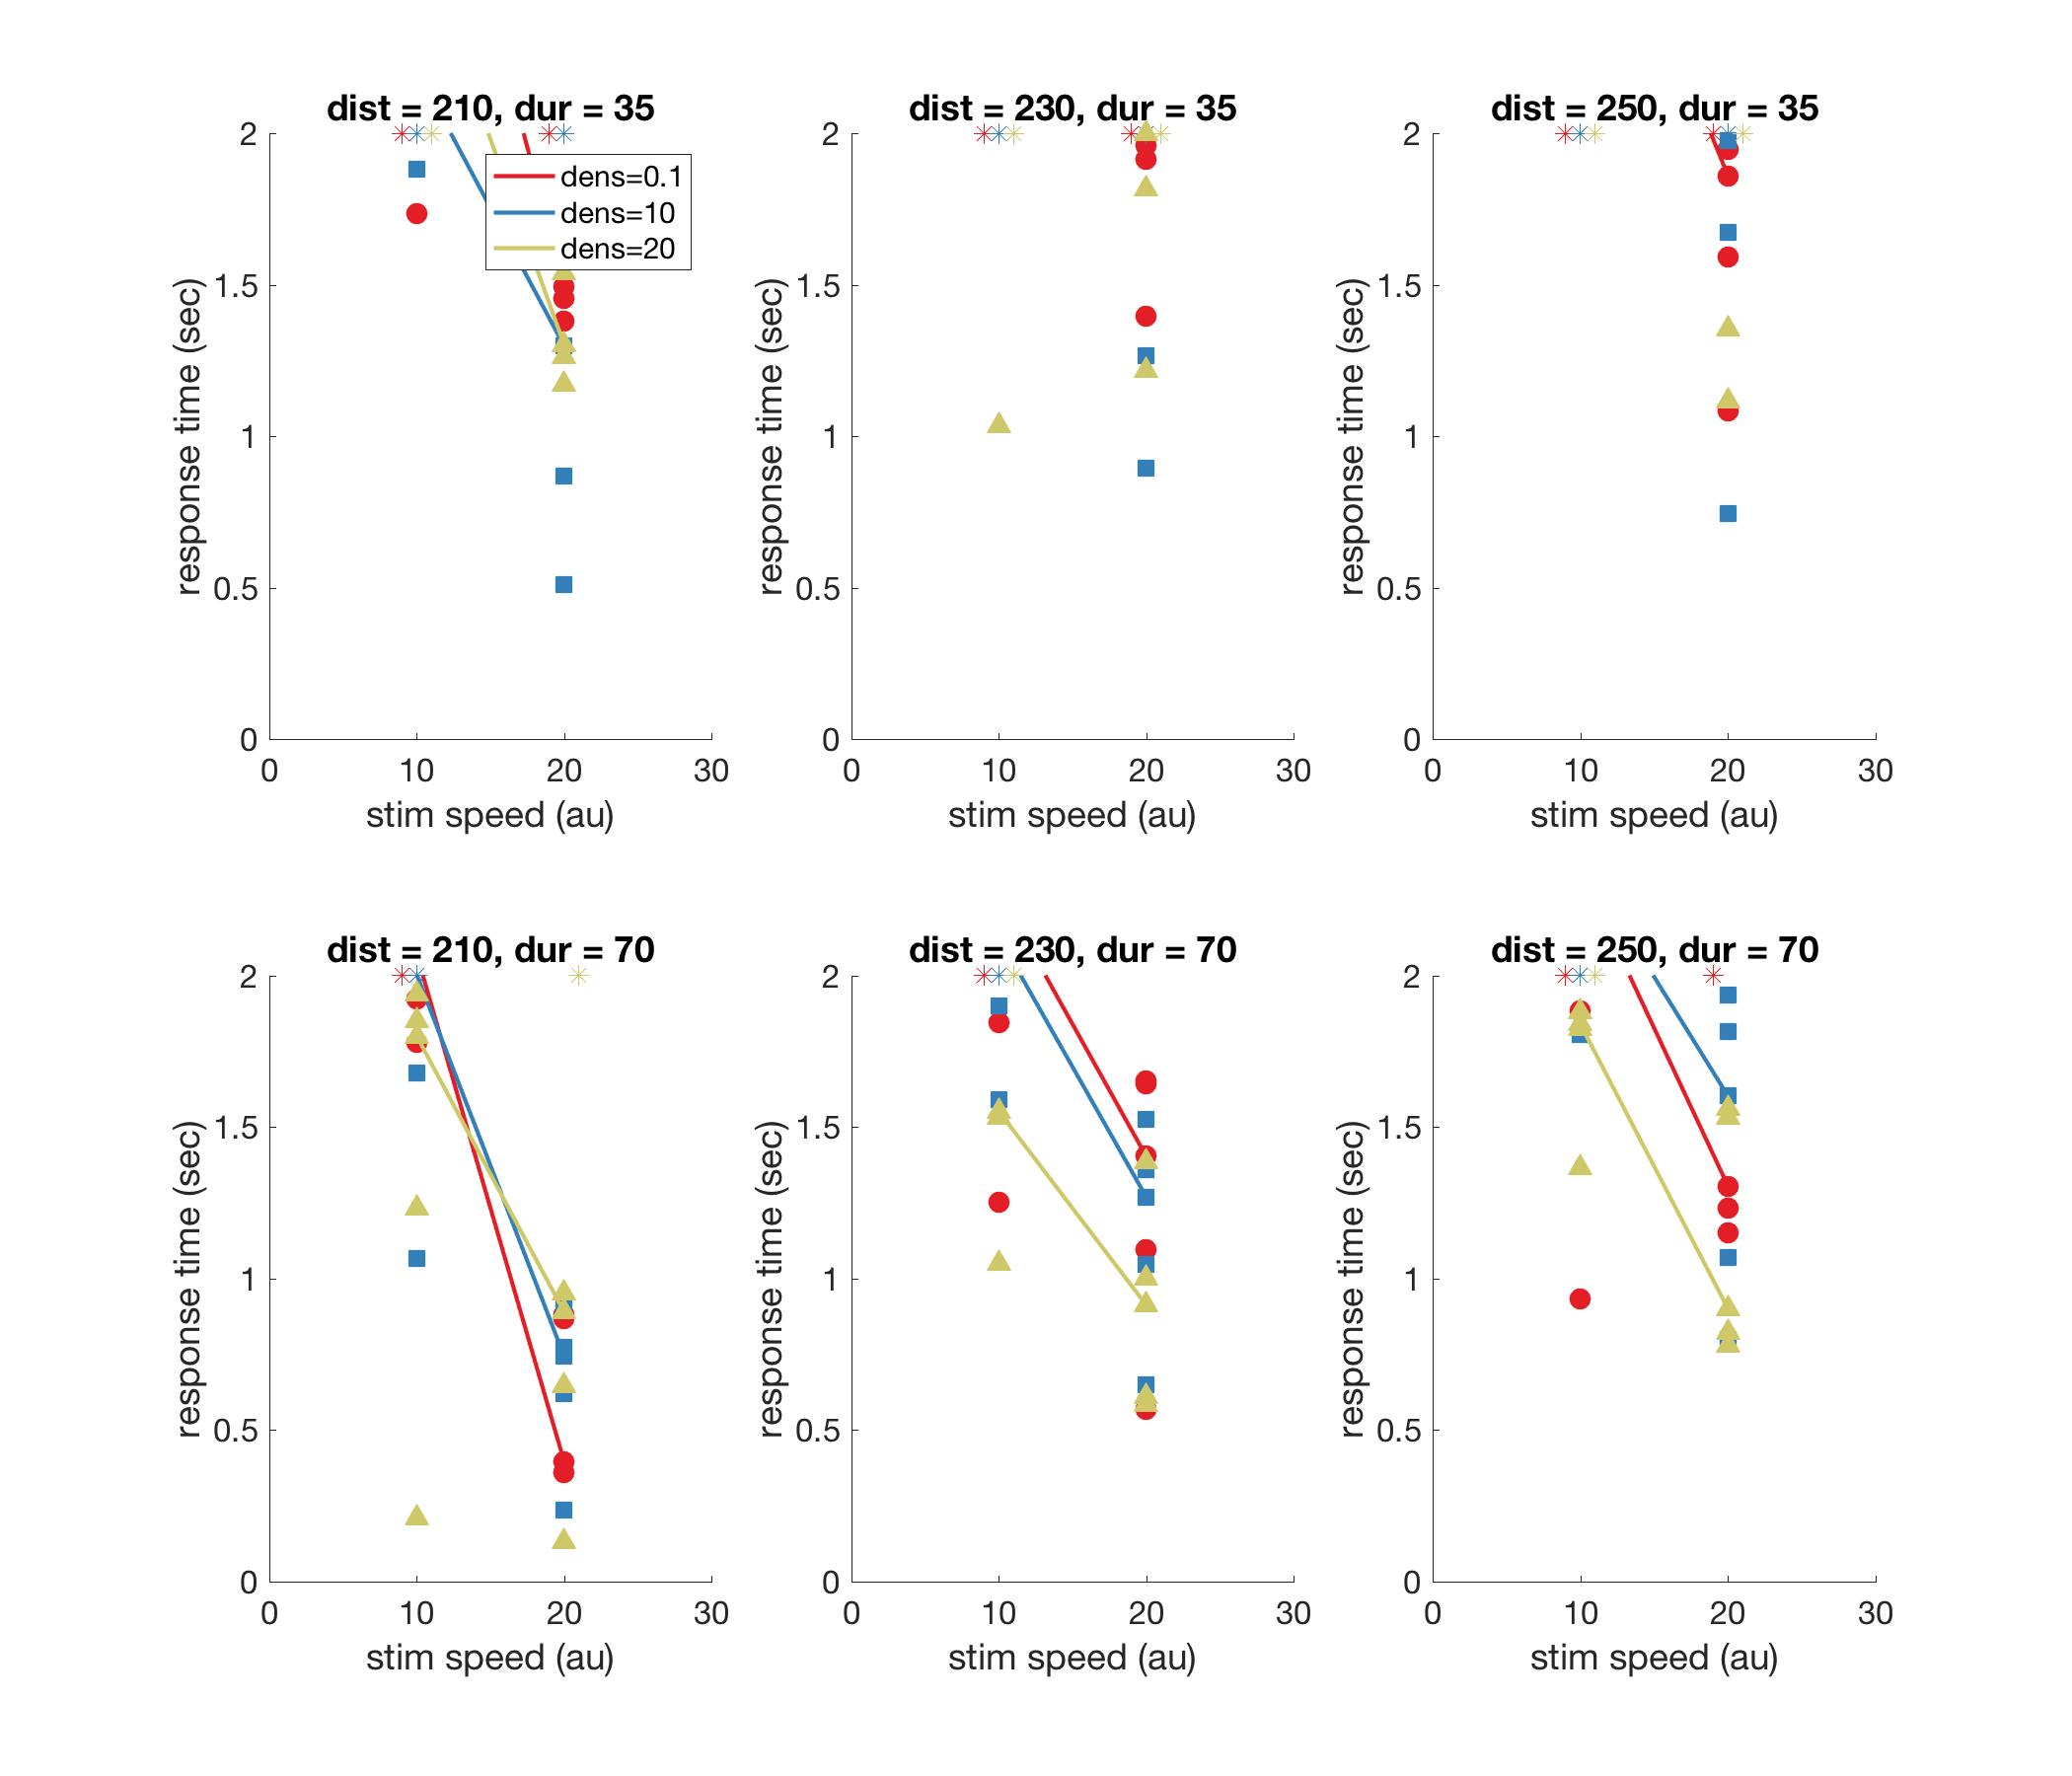 dist = 210, dur = 35
2
1.5
1
0.5
0
0
10
20
30
response time (sec)
stim speed (au)
dens=0.1
dens=10
dens=20
dist = 230, dur = 35
2
1.5
1
0.5
0
0
10
20
30
response time (sec)
stim speed (au)
dist = 250, dur = 35
2
1.5
1
0.5
0
0
10
20
30
response time (sec)
stim speed (au)
dist = 210, dur = 70
2
1.5
1
0.5
0
0
10
20
30
response time (sec)
stim speed (au)
dist = 230, dur = 70
2
1.5
1
0.5
0
0
10
20
30
response time (sec)
stim speed (au)
dist = 250, dur = 70
2
1.5
1
0.5
0
0
10
20
30
response time (sec)
stim speed (au)